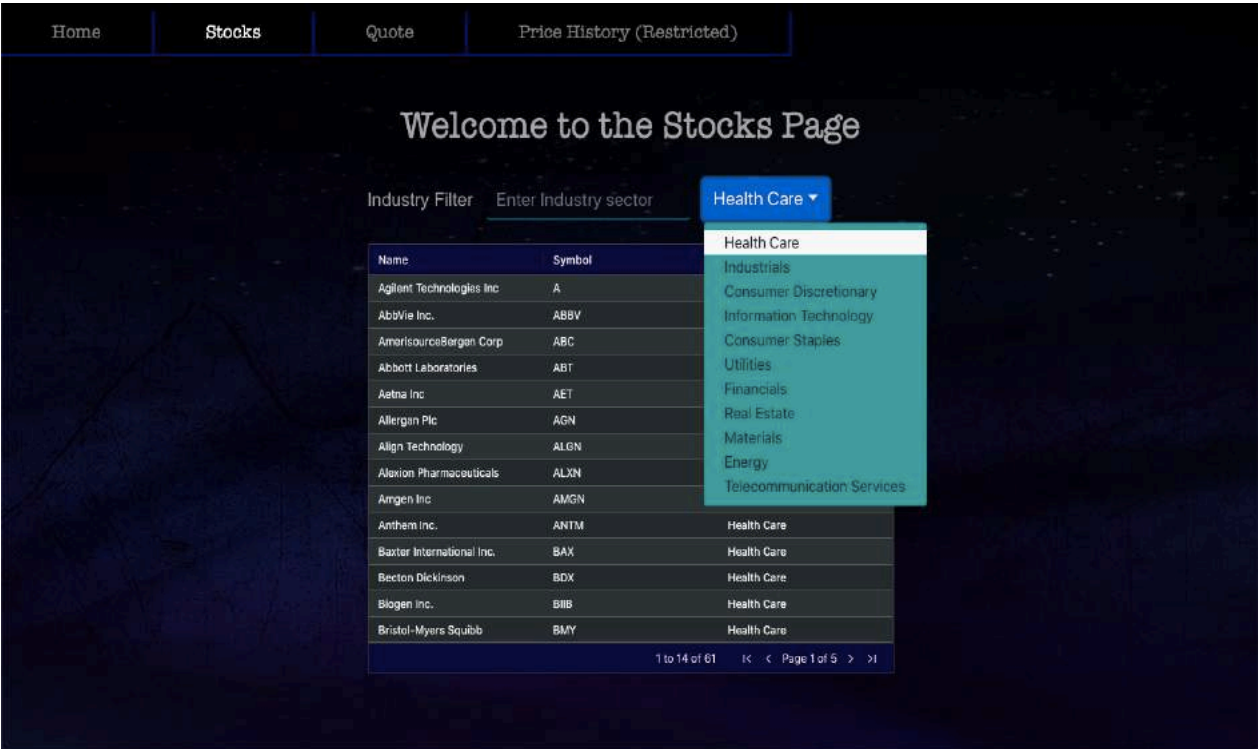 Home Stocks Quote Price History (Restricted)
Welcome to the Stocks Page
Industry Filter Enter Industry sector Health Care
Health Care
Industrials
Consumer Discretionary
Information Technology
Consumer Staples
Utilities
Financials
Real Estate
Materials
Energy
Telecommunication Services
Name Symbol
Agilent Technologies Inc A
AbbVie Inc. ABBV
AmerisourceBergen Corp ABC
Abbott Laboratories ABT
Aetna Inc AET
Allergan Plc AGN
Align Technology ALGN
Alexion Pharmaceuticals ALXN
Amgen Inc AMGN
Anthem Inc. ANTM Health Care
Baxter International Inc. BAX Health Care
Becton Dickinson BDX Health Care
Biogen Inc. BIIB Health Care
Bristol-Myers Squibb BMY Health Care
1 to 14 of 61 Page 1 of 5